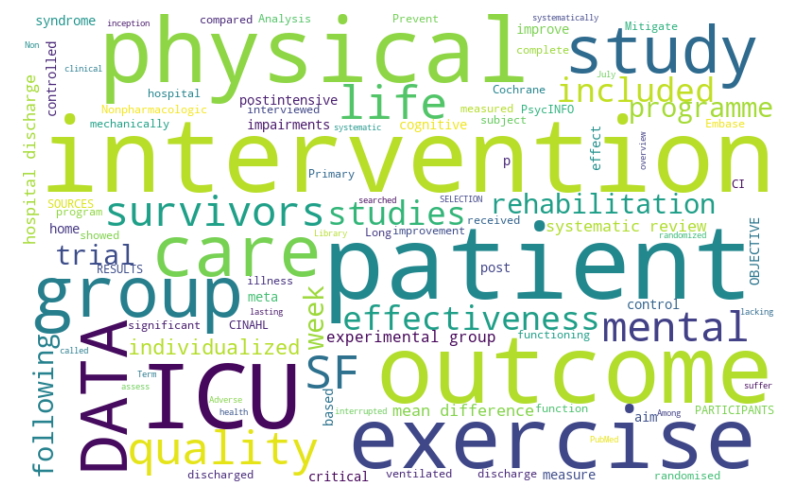 syndrome
inception
compared
Analysis
Prevent
systematically
improve
Mitigate
Non
clinical
controlled
physical
study
complete
hospital
life
Cochrane
July
included
Nonpharmacologic
postintensive
interviewed
measured
PsycINFO
programme
mechanically
impairments
cognitive
subject
Embase
systematic
effect
overview
hospital discharge
intervention
Primary
p
CI
SOURCES
program
home
showed
survivors
studies
searched
SELECTION
rehabilitation
Library
Long
improvement
received
randomized
systematic review
trial
care
patient
RESULTS
OBJECTIVE
group
illness
meta
lasting
post
control
lacking
week
effectiveness
significant
CINAHL
experimental group
functioning
mental
following
called
DATA
individualized
Term
assess
ICU
SF
outcome
suffer
Adverse
health
based
interrupted
mean difference
function
aim
Among
PARTICIPANTS
quality
exercise
PubMed
discharged
critical
ventilated
discharge
measure
randomised